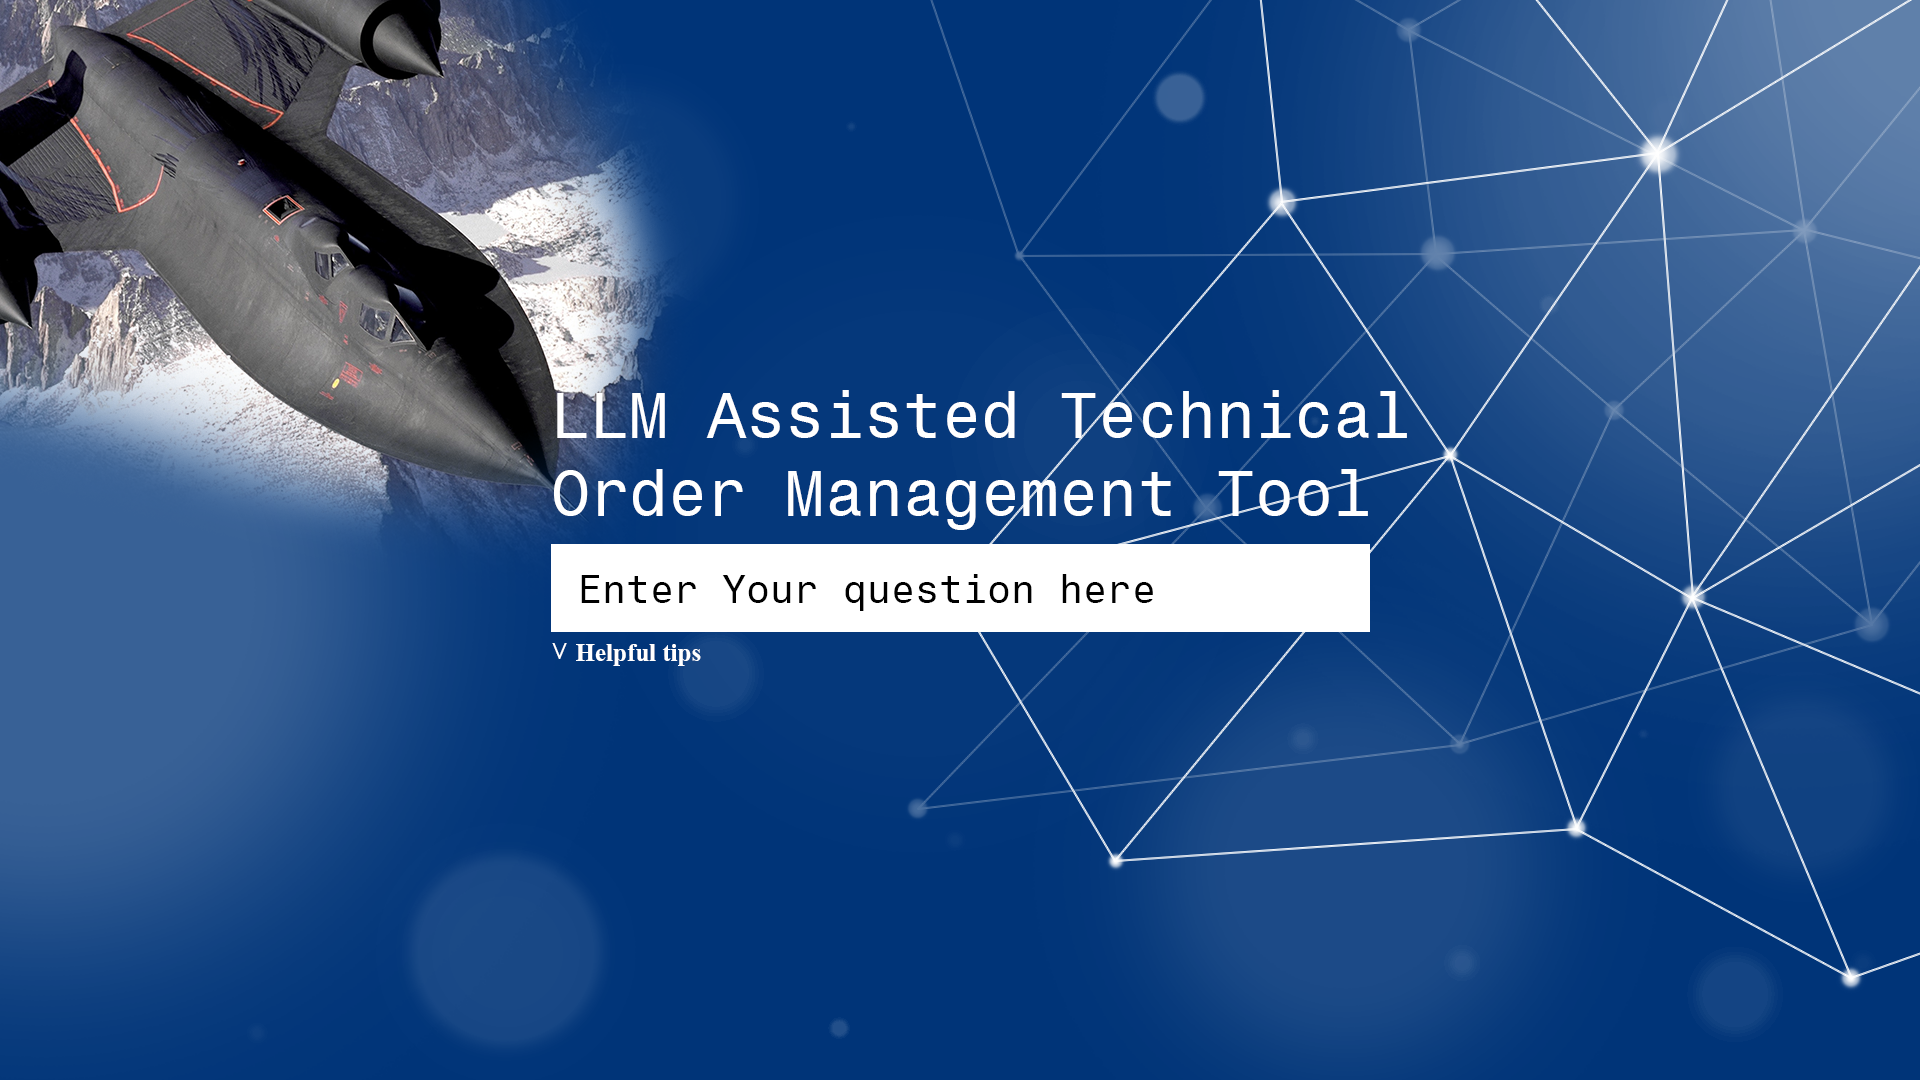 LLM Assisted Technical
Order Management Tool
Enter Your question here
V Helpful tips